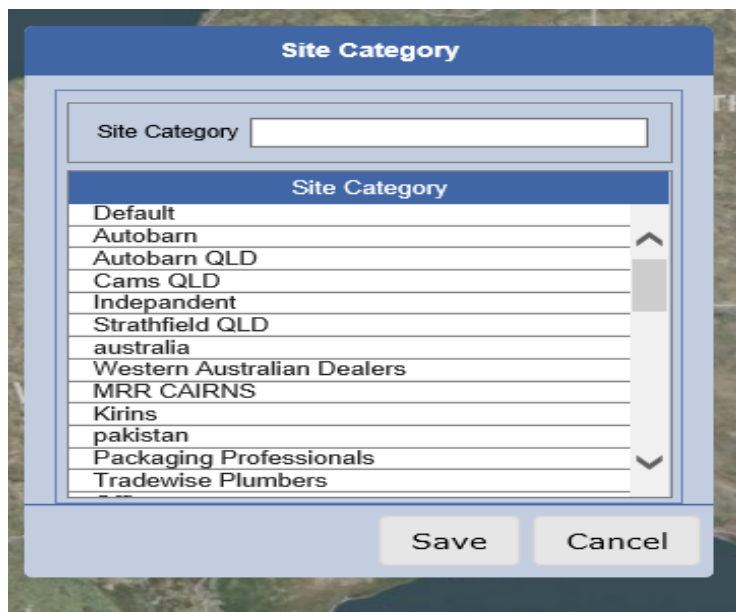 Site Category
Site Category
Site Category
Default
Autobarn
Autobarn QLD
Cams QLD
Indepandent
Strathfield QLD
australia
Western Australian Dealers
MRR CAIRNS
Kirins
pakistan
Packaging Professionals
Tradewise Plumbers
Save Cancel